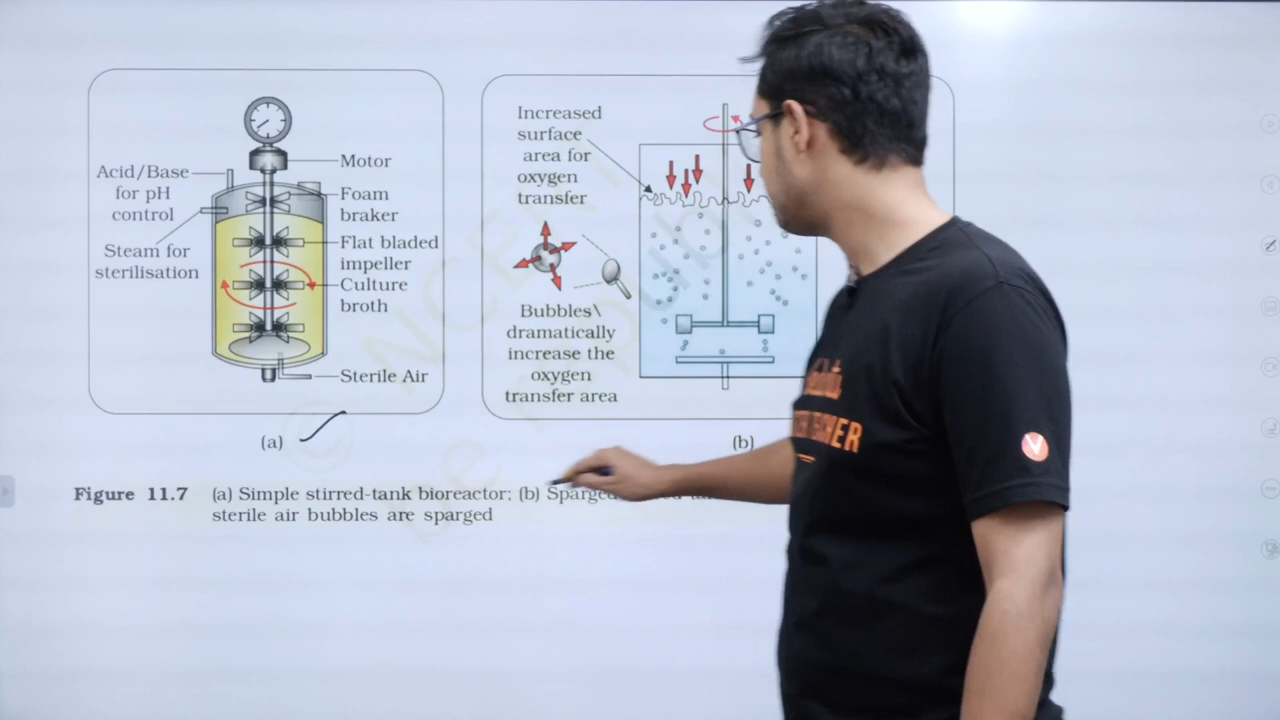 Acid/Base
for pH
control
Steam for
sterilisation
Motor
Foam
braker
Flat bladed
impeller
Culture
broth
Sterile Air
(a)
Increased
surface
area for
oxygen
transfer
Bubbles\
dramatically
increase the
oxygen
transfer area
(b)
Figure 11.7 (a) Simple stirred-tank bioreactor; (b) Sparged
sterile air bubbles are sparged
V